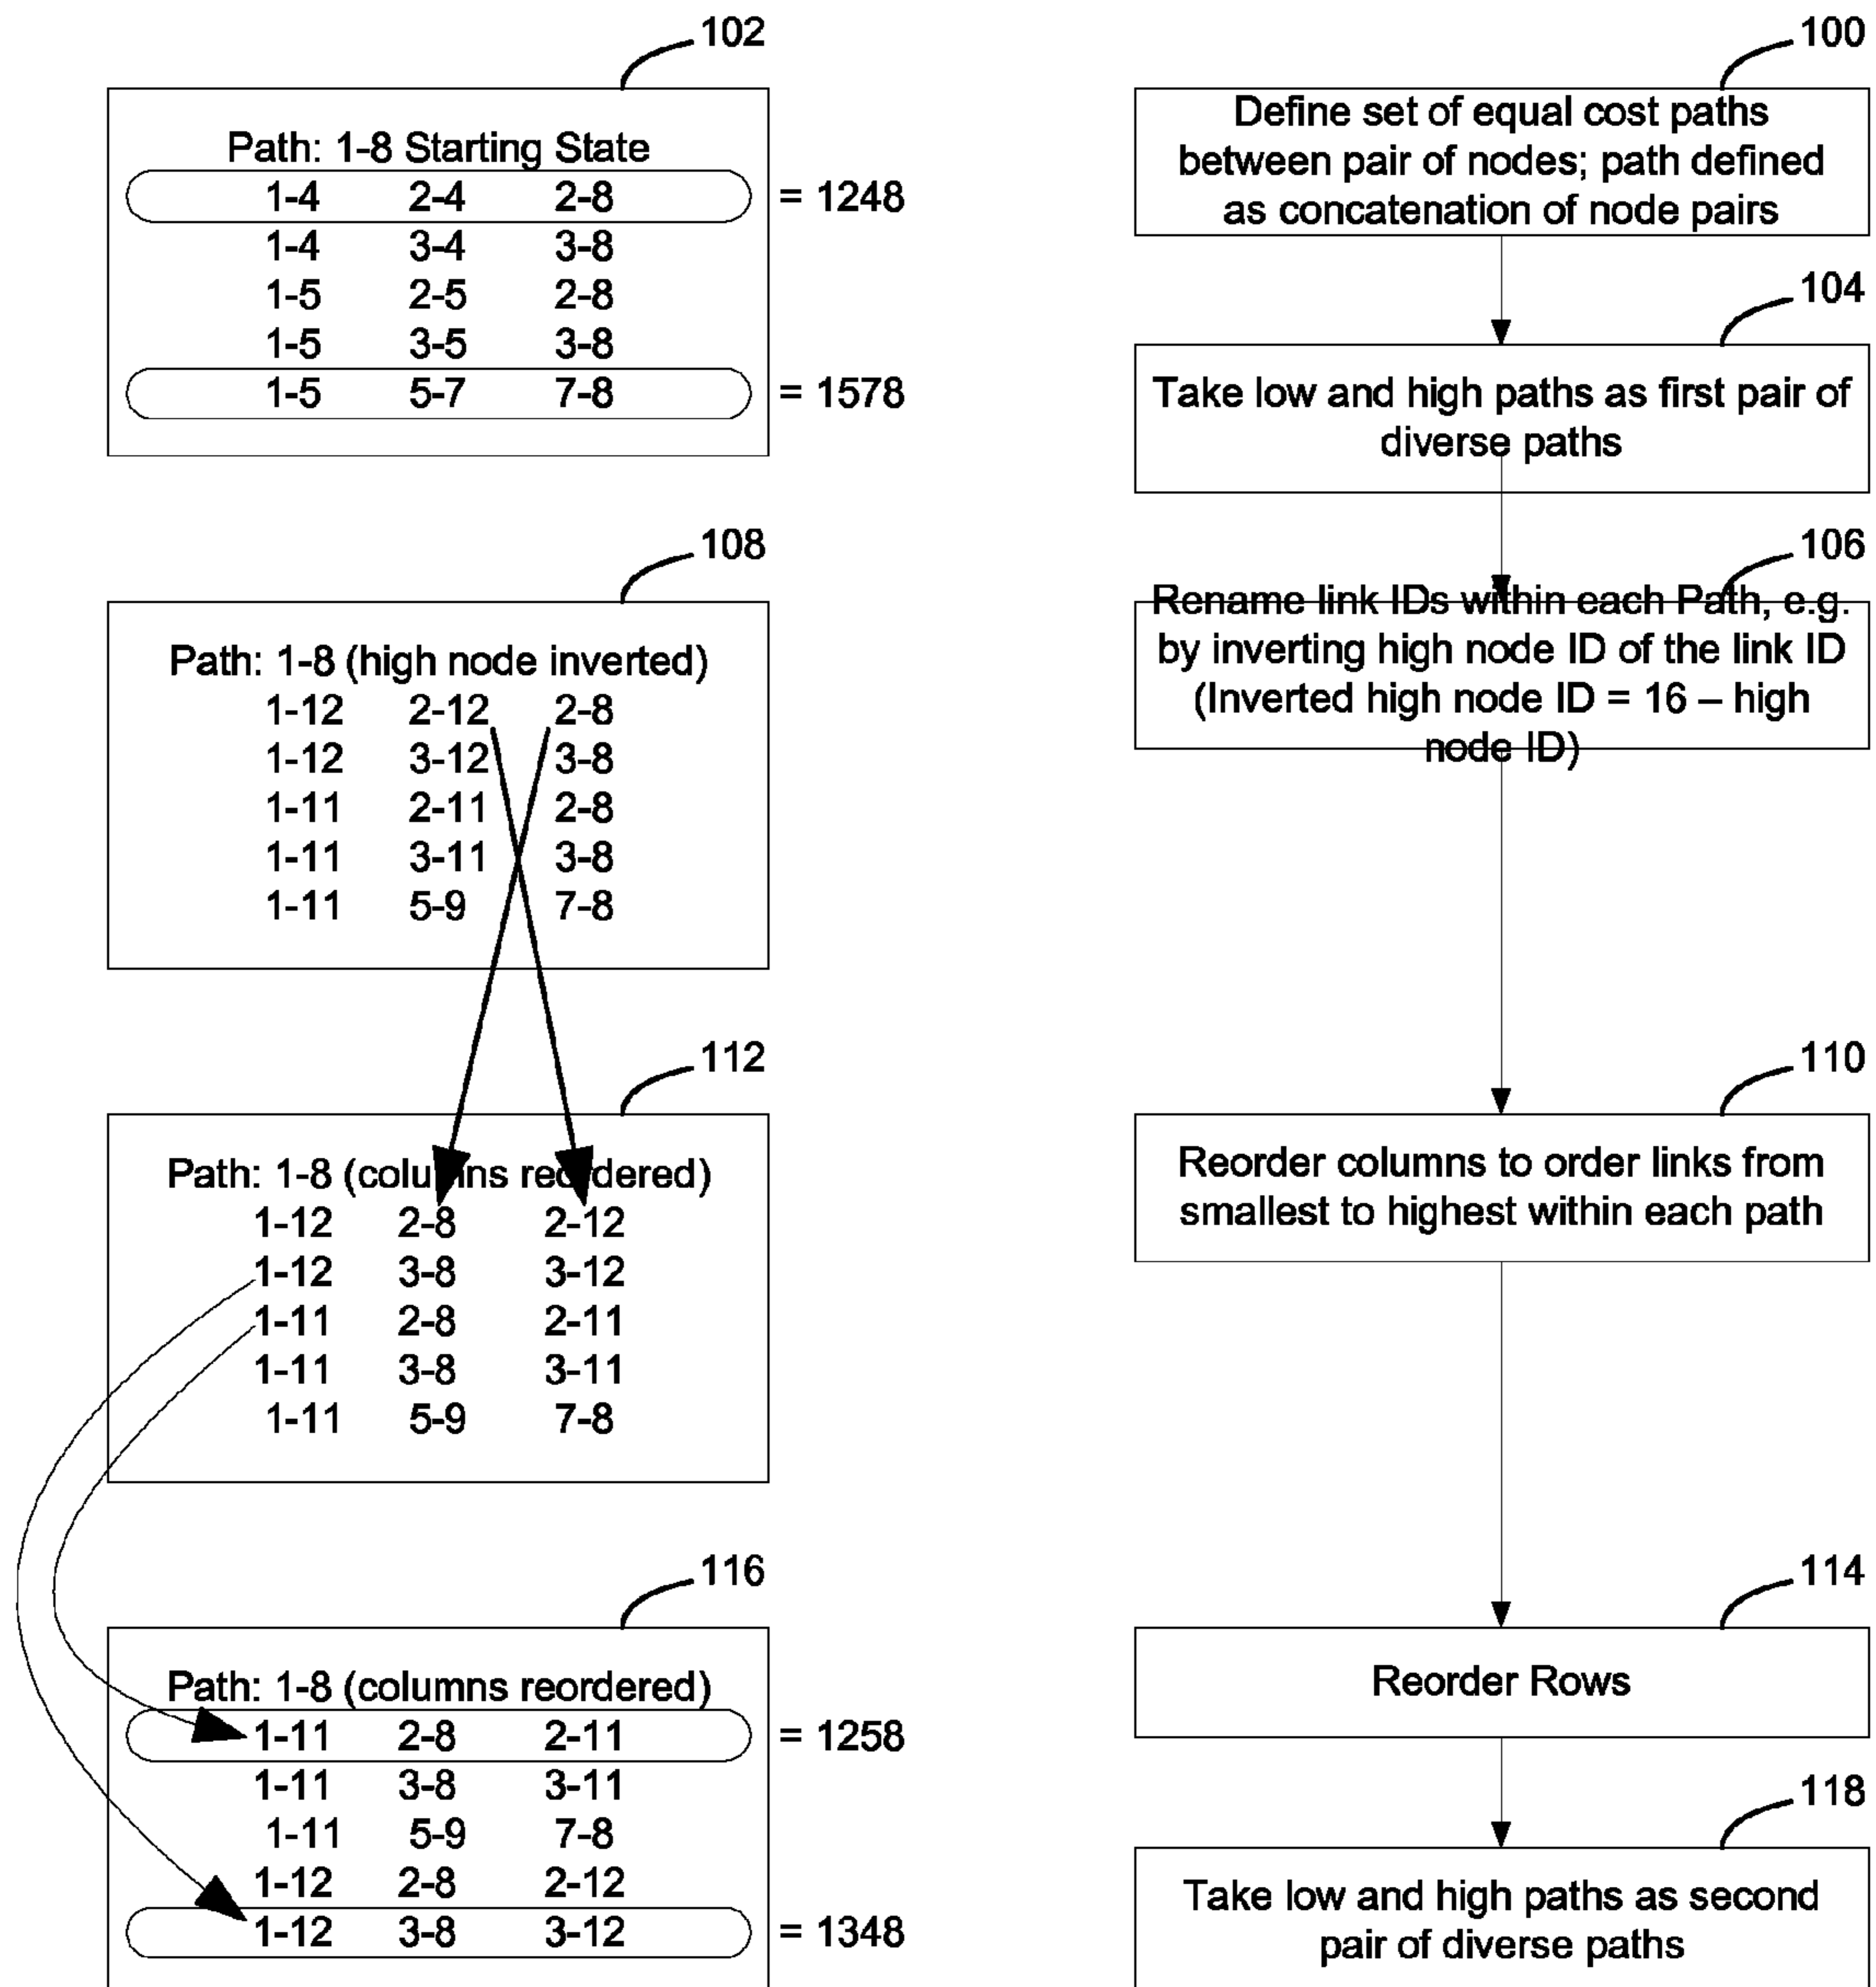 102
Path: 1-8 Starting State
1-4 2-4 2-8 = 1248
1-4 3-4 3-8
1-5 2-5 2-8
1-5 3-5 3-8
1-5 5-7 7-8 = 1578
108
Path: 1-8 (high node inverted)
1-12 2-12 2-8
1-12 3-12 3-8
1-11 2-11 2-8
1-11 3-11 3-8
1-11 5-9 7-8
112
Path: 1-8 (columns reordered)
1-12 2-8 2-12
1-12 3-8 3-12
1-11 2-8 2-11
1-11 3-8 3-11
1-11 5-9 7-8
116
Path: 1-8 (columns reordered)
1-11 2-8 2-11 = 1258
1-11 3-8 3-11
1-11 5-9 7-8
1-12 2-8 2-12
1-12 3-8 3-12 = 1348
100
Define set of equal cost paths
between pair of nodes; path defined
as concatenation of node pairs
104
Take low and high paths as first pair of
diverse paths
106
Rename link IDs within each Path, e.g.
by inverting high node ID of the link ID
(Inverted high node ID = 16 – high
node ID)
110
Reorder columns to order links from
smallest to highest within each path
114
Reorder Rows
118
Take low and high paths as second
pair of diverse paths